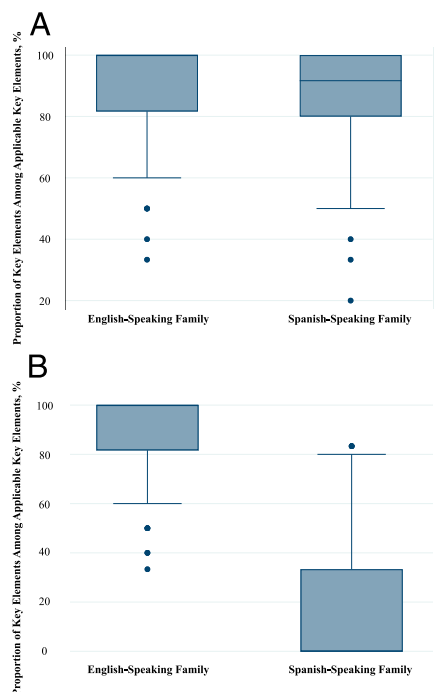 A
Proportion of Key Elements Among Applicable Key Elements, %
100
80
60
40
20
English-Speaking Family
Spanish-Speaking Family
B
Proportion of Key Elements Among Applicable Key Elements, %
100
80
60
40
20
0
English-Speaking Family
Spanish-Speaking Family